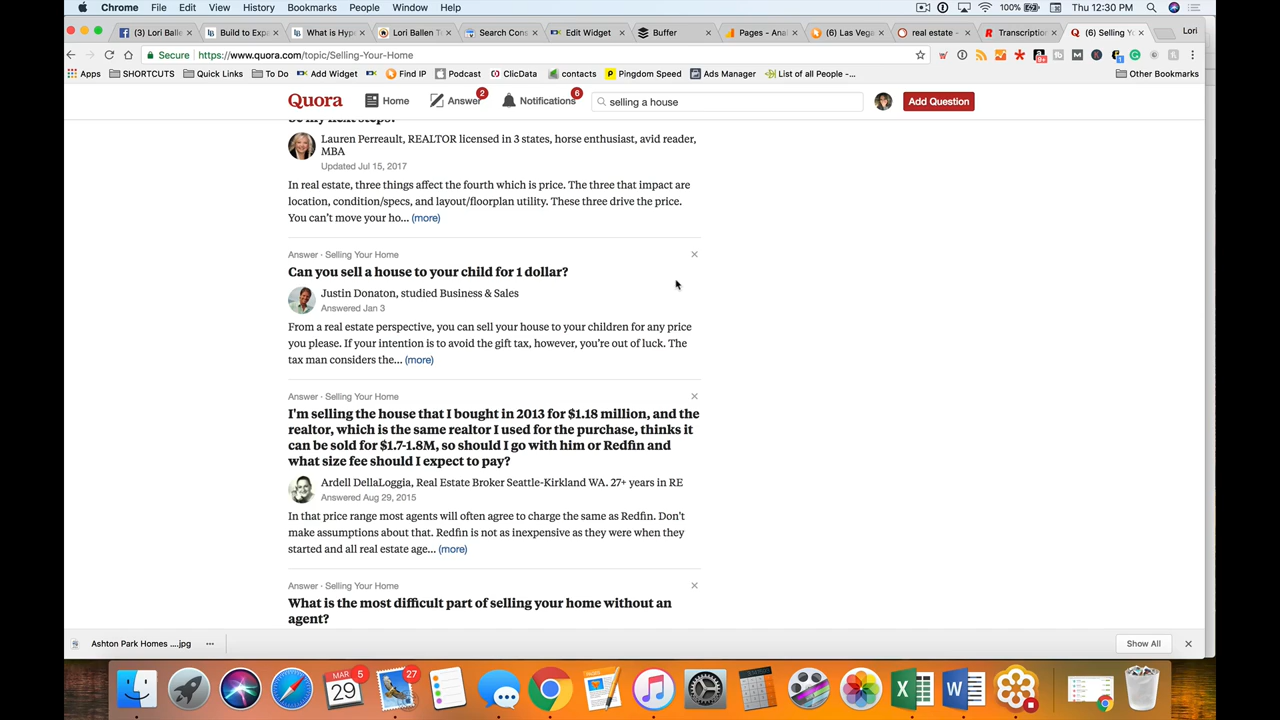 Chrome File Edit View History Bookmarks People Window Help 100% Thu 12:30 PM
(3) Lori Balle
Build to Exp
What is Hyp
Lori Ballen T
Search Cons
Edit Widget
Buffer
Pages - Ana
(6) Las Vega
real estate -
Transcription
(6) Selling Y
Lori
Secure https://www.quora.com/topic/Selling-Your-Home
Apps SHORTCUTS Quick Links To Do Add Widget Find IP Podcast ClicData contacts Pingdom Speed Ads Manager List of all People -... Other Bookmarks
Quora Home Answer 2 Notifications 6 selling a house Add Question
be my next steps?
Lauren Perreault, REALTOR licensed in 3 states, horse enthusiast, avid reader,
MBA
Updated Jul 15, 2017
In real estate, three things affect the fourth which is price. The three that impact are
location, condition/specs, and layout/floorplan utility. These three drive the price.
You can't move your ho... (more)
Answer · Selling Your Home
Can you sell a house to your child for 1 dollar?
Justin Donaton, studied Business & Sales
Answered Jan 3
From a real estate perspective, you can sell your house to your children for any price
you please. If your intention is to avoid the gift tax, however, you're out of luck. The
tax man considers the... (more)
Answer · Selling Your Home
I'm selling the house that I bought in 2013 for $1.18 million, and the
realtor, which is the same realtor I used for the purchase, thinks it
can be sold for $1.7-1.8M, so should I go with him or Redfin and
what size fee should I expect to pay?
Ardell DellaLoggia, Real Estate Broker Seattle-Kirkland WA. 27+ years in RE
Answered Aug 29, 2015
In that price range most agents will often agree to charge the same as Redfin. Don't
make assumptions about that. Redfin is not as inexpensive as they were when they
started and all real estate age... (more)
Answer · Selling Your Home
What is the most difficult part of selling your home without an
agent?
Ashton Park Homes ....jpg
Show All
MAR
29
5
27